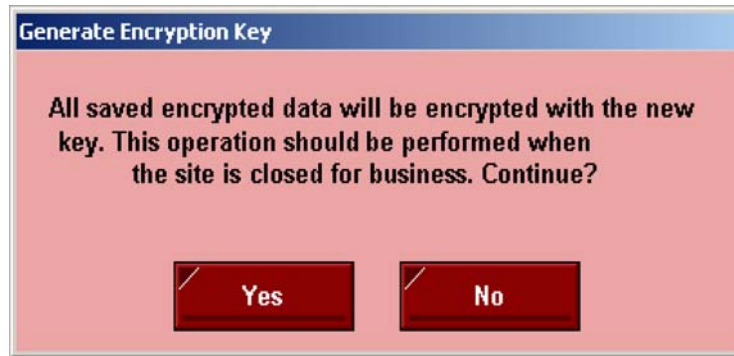 Generate Encryption Key
All saved encrypted data will be encrypted with the new
key. This operation should be performed when
the site is closed for business. Continue?
Yes
No